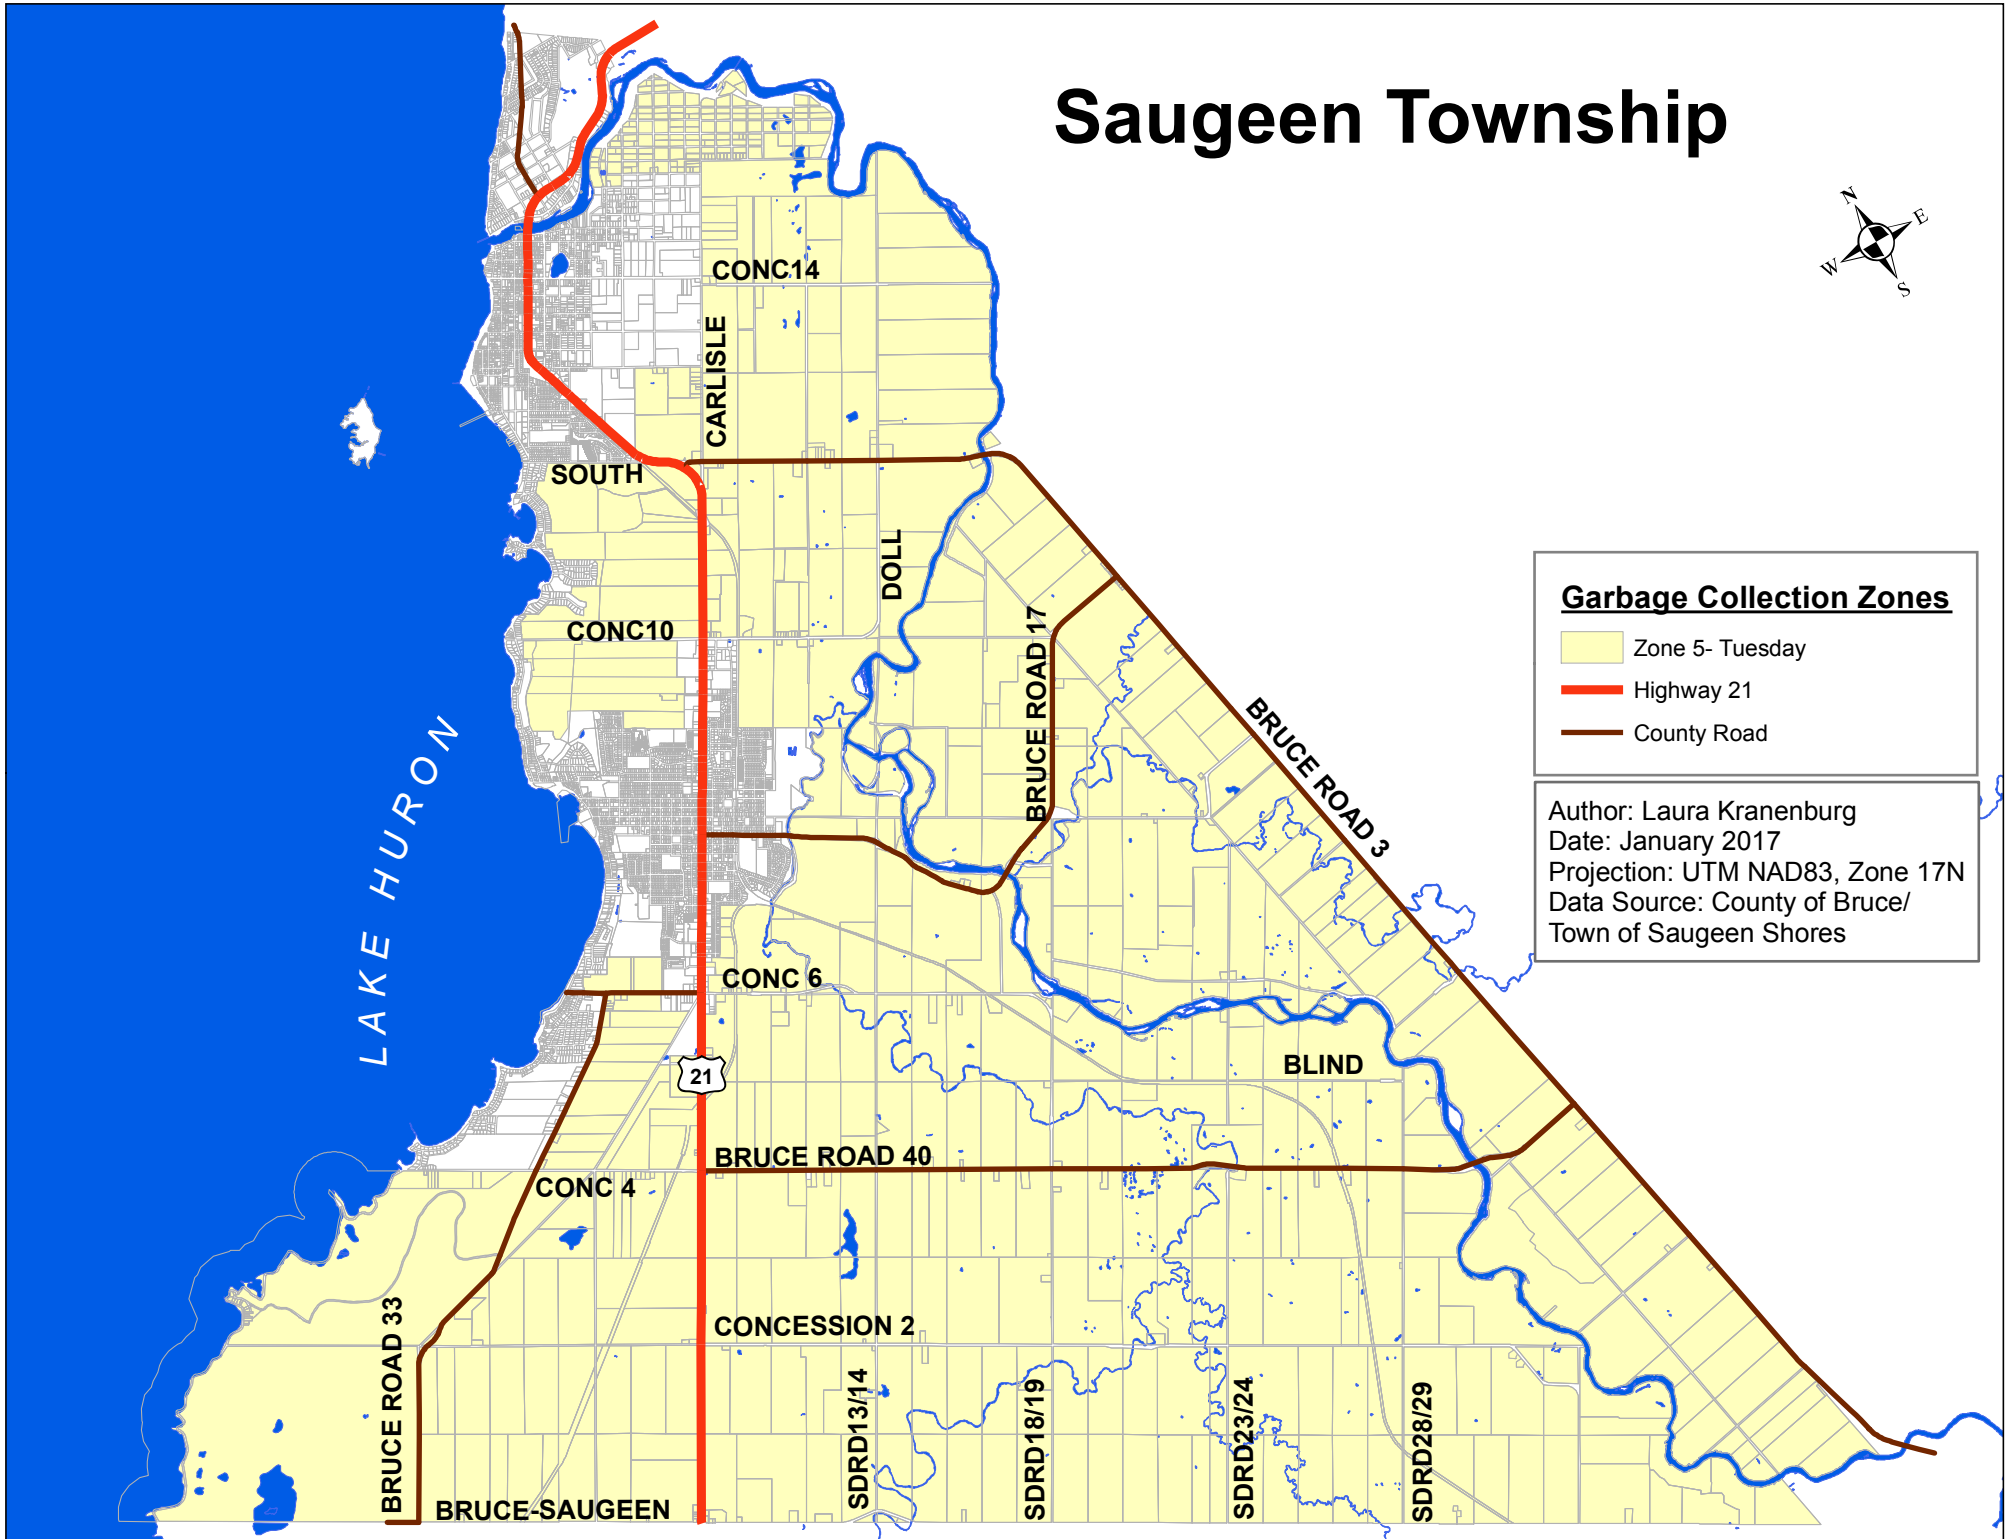 Saugeen Township
N
E
W
S
CONC14
CARLISLE
SOUTH
DOLL
CONC10
BRUCE ROAD 17
BRUCE ROAD 3
LAKE HURON
CONC 6
21
BLIND
BRUCE ROAD 40
CONC 4
CONCESSION 2
BRUCE ROAD 33
SDRD13/14
SDRD18/19
SDRD23/24
SDRD28/29
BRUCE-SAUGEEN
Garbage Collection Zones
Zone 5- Tuesday
Highway 21
County Road
Author: Laura Kranenburg
Date: January 2017
Projection: UTM NAD83, Zone 17N
Data Source: County of Bruce/
Town of Saugeen Shores